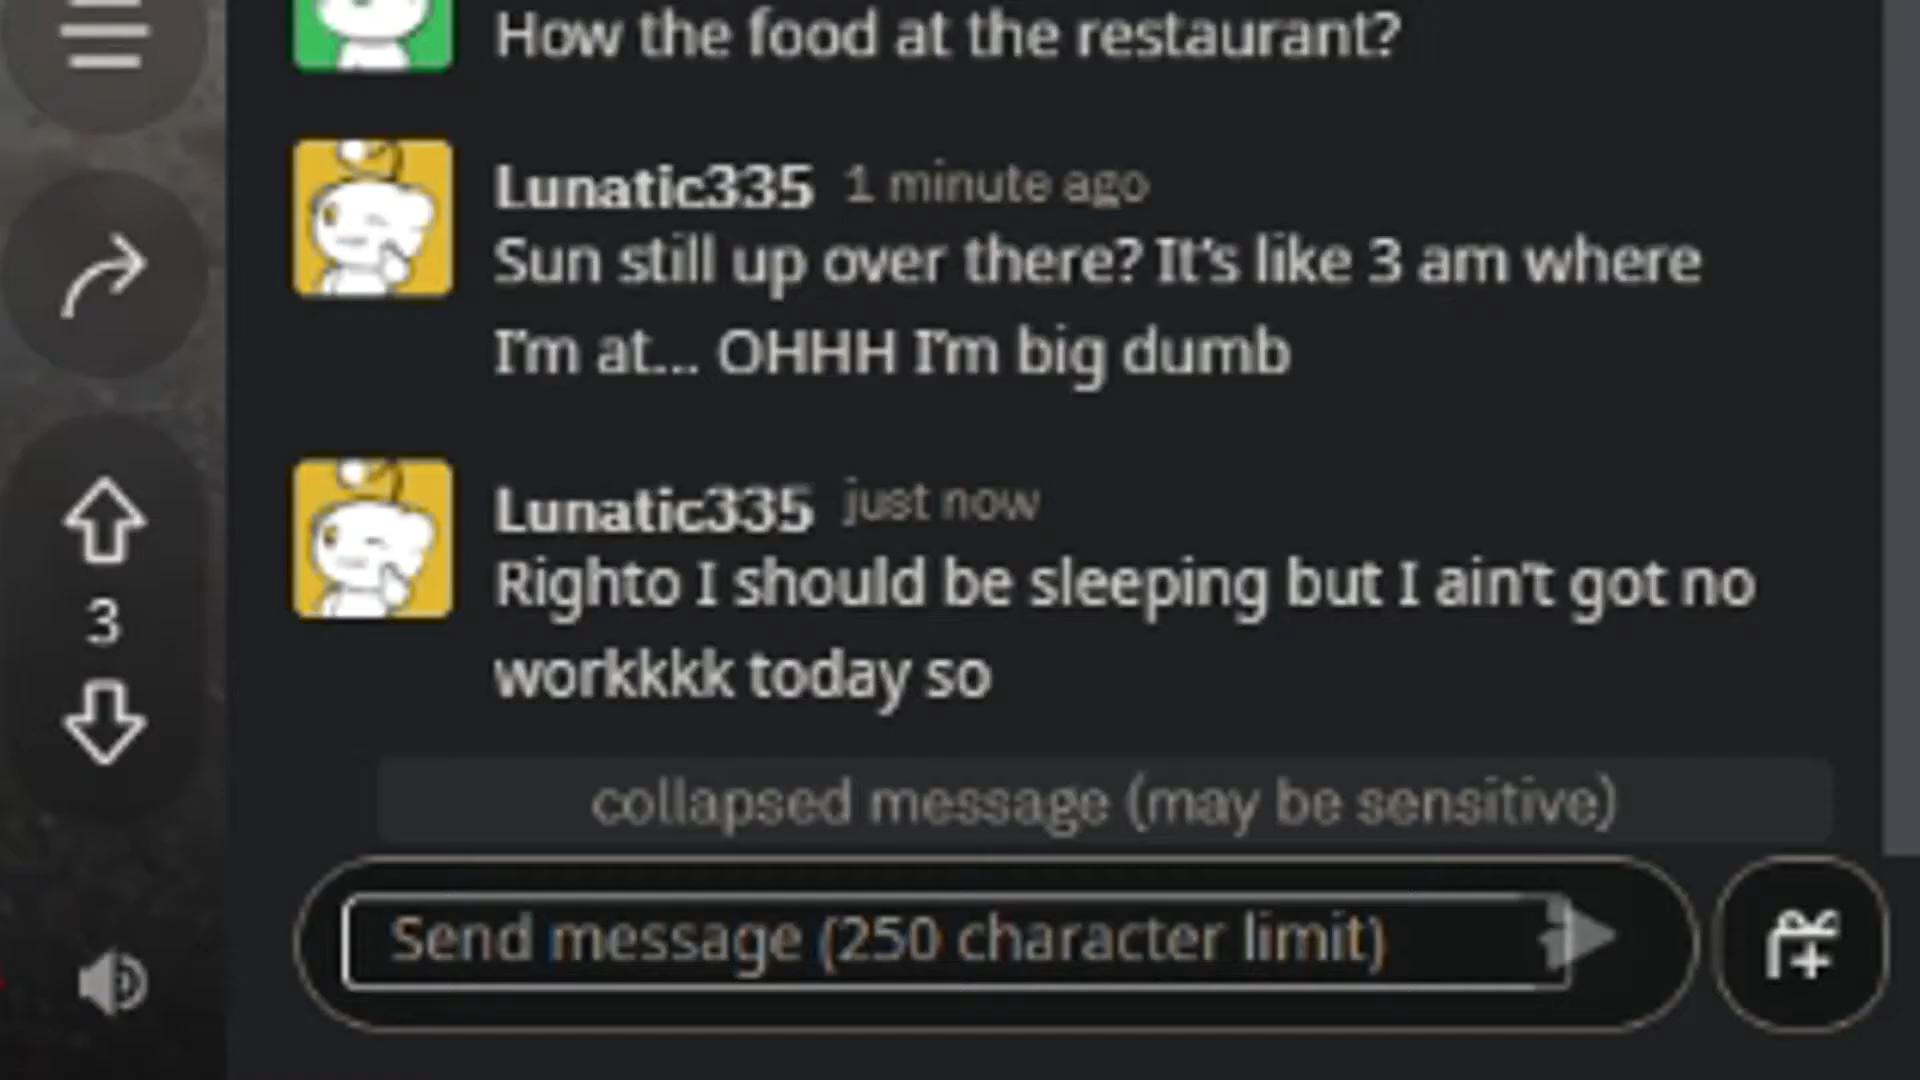 How the food at the restaurant?
Lunatic335 1 minute ago
Sun still up over there? It's like 3 am where
I'm at... OHHH I'm big dumb
Lunatic335 just now
Righto I should be sleeping but I ain't got no
workkkk today so
3
collapsed message (may be sensitive)
Send message (250 character limit)